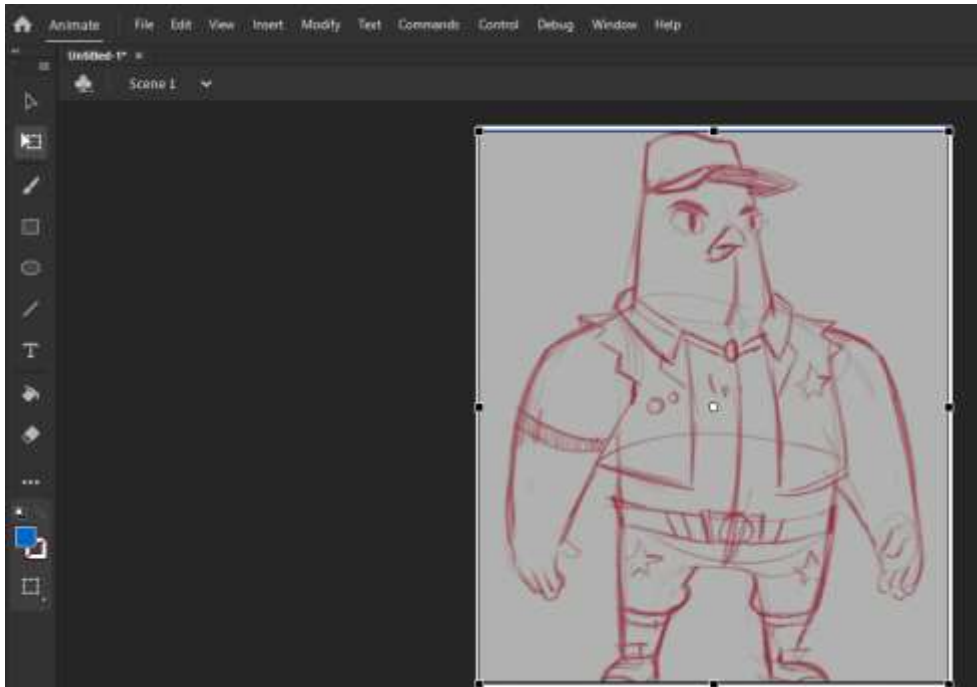 Animate File Edit View Insert Modify Text Commands Control Debug Window Help
Untitled-1*
Scene 1
T